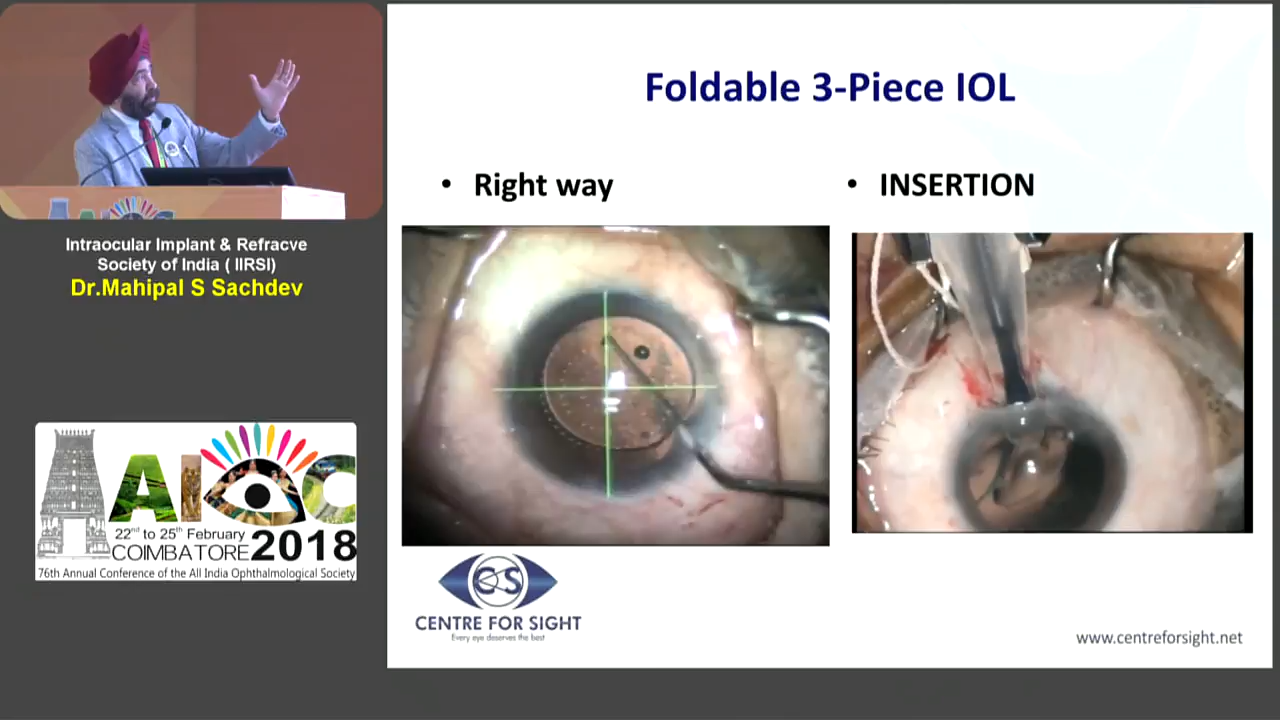 Foldable 3-Piece IOL
• Right way
• INSERTION
Intraocular Implant & Refracve
Society of India ( IIRSI)
Dr.Mahipal S Sachdev
AIOC
22nd to 25th February
COIMBATORE 2018
76th Annual Conference of the All India Ophthalmological Society
CS
CENTRE FOR SIGHT
Every eye deserves the best
www.centreforsight.net